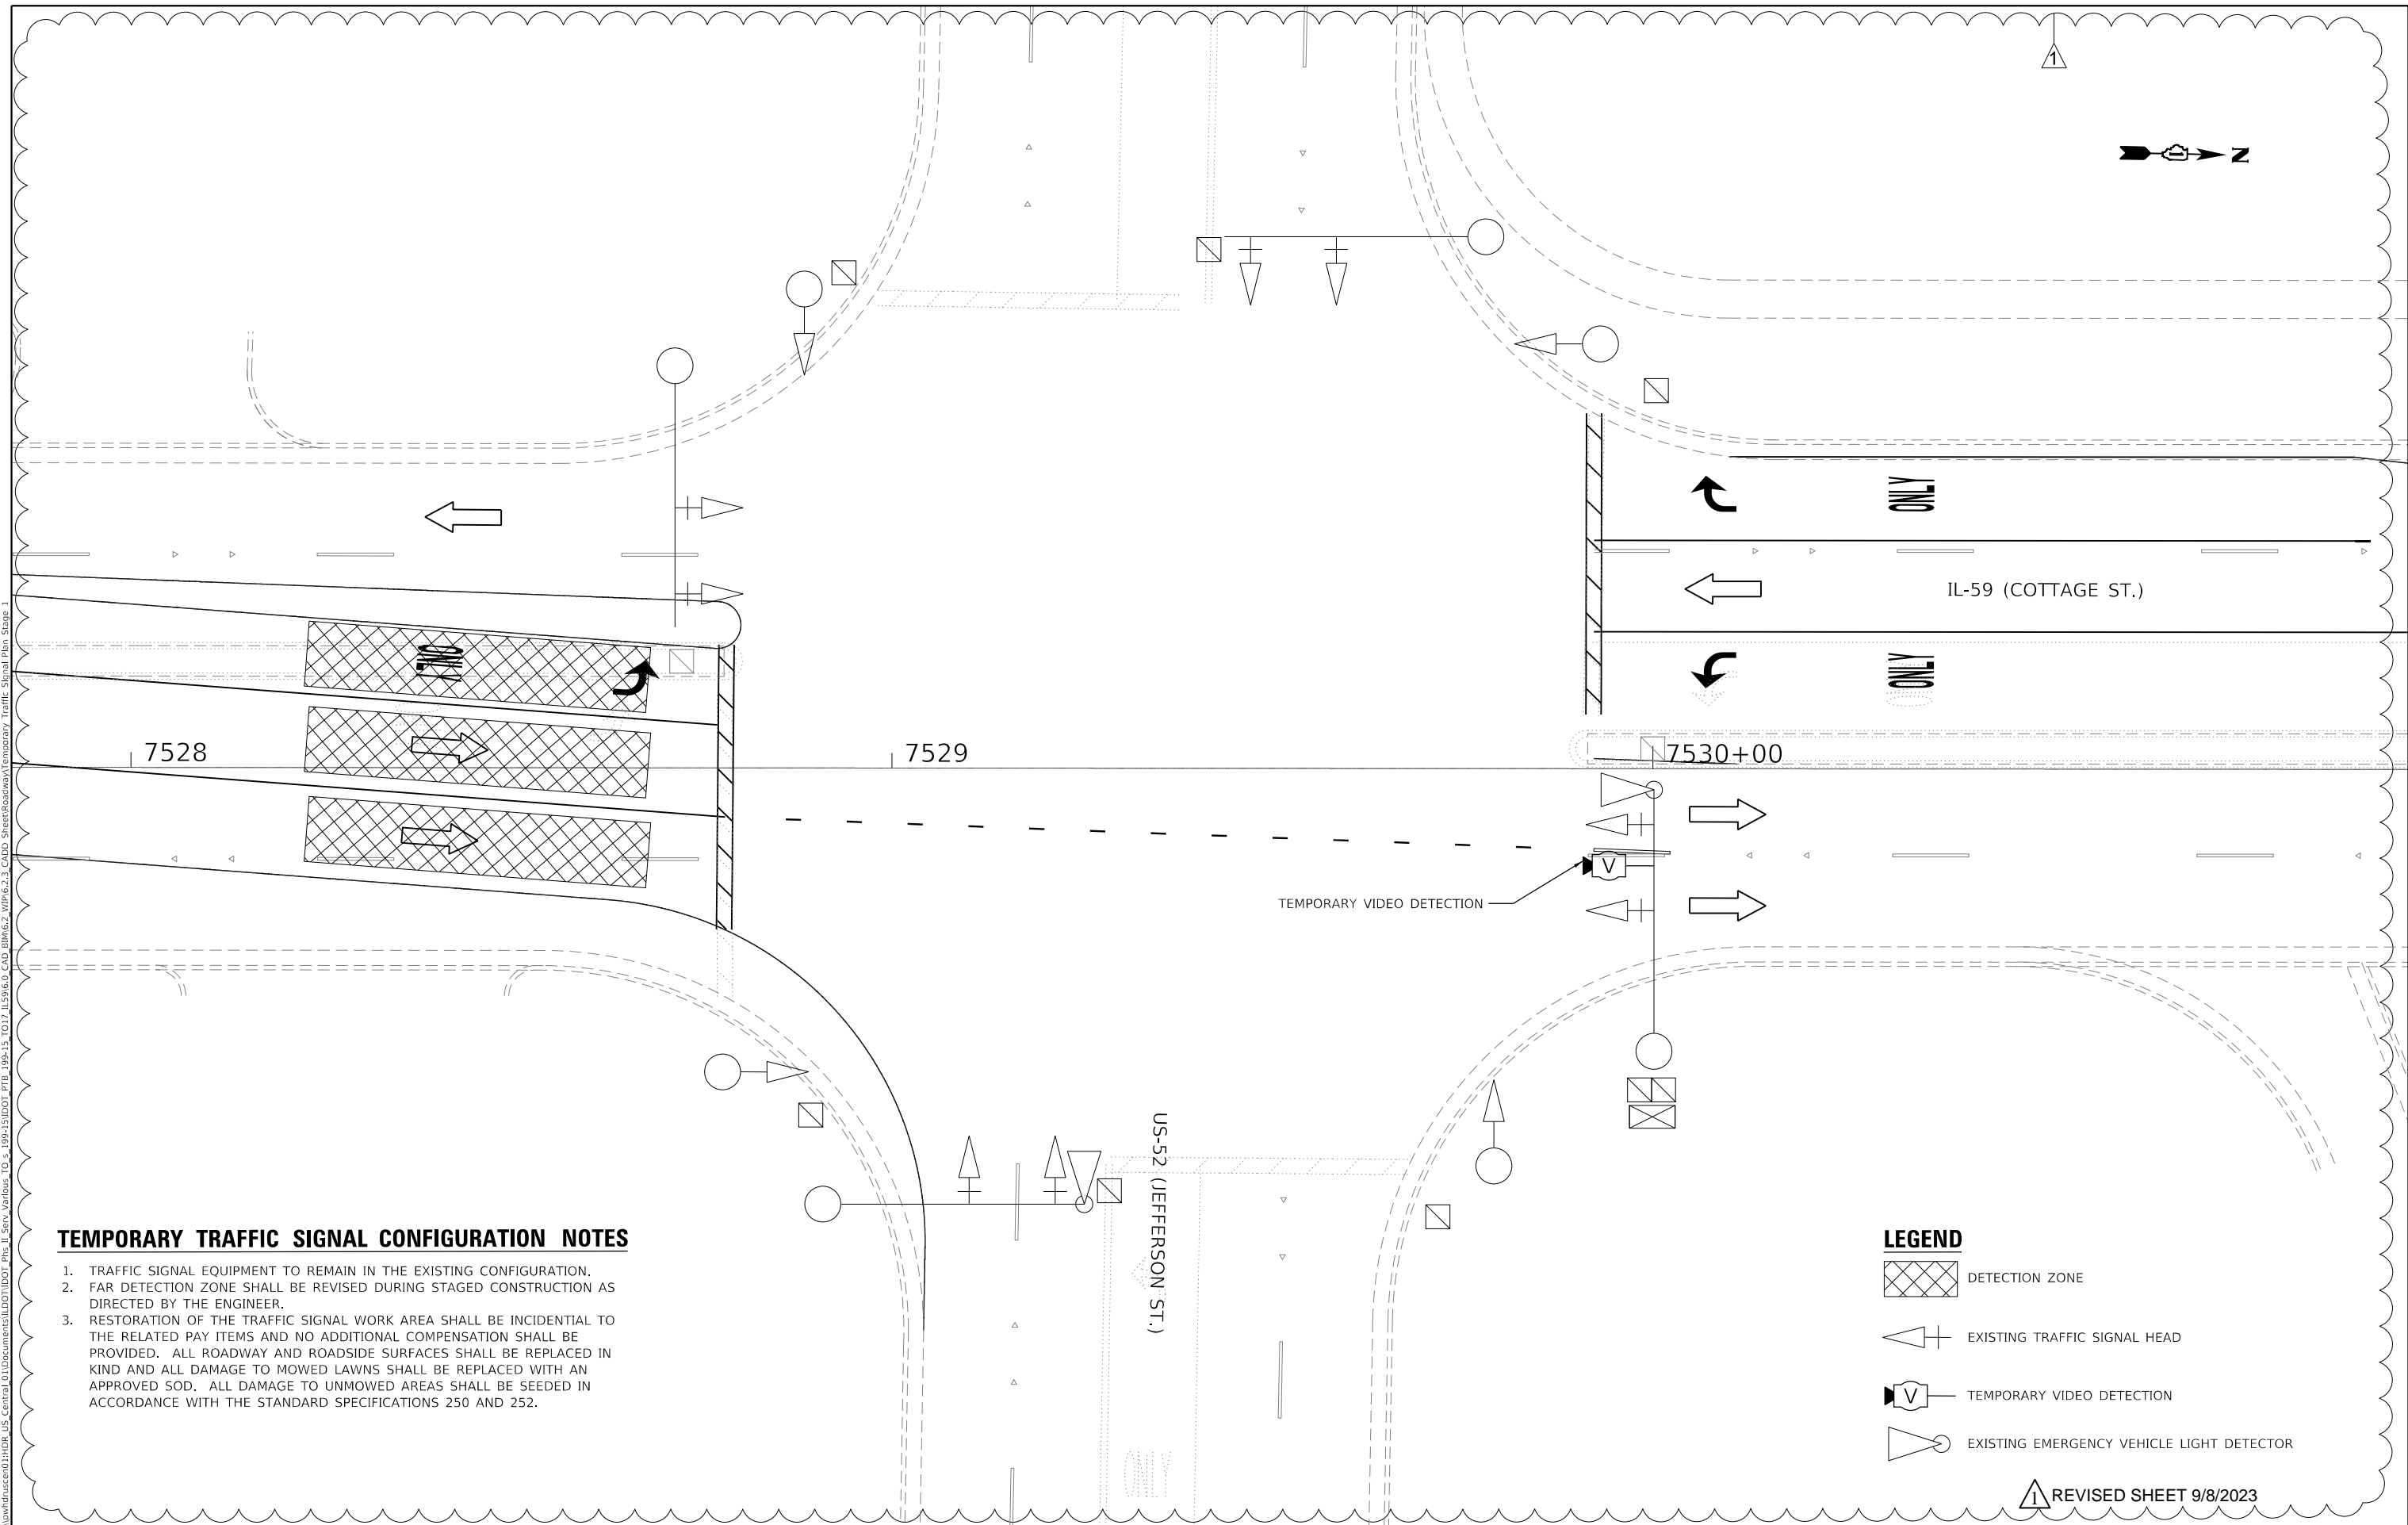 1
N
ONLY
IL-59 (COTTAGE ST.)
ONLY
ONLY
7528
7529
7530+00
V
TEMPORARY VIDEO DETECTION
US-52 (JEFFERSON ST.)
ONLY
TEMPORARY TRAFFIC SIGNAL CONFIGURATION NOTES
1. TRAFFIC SIGNAL EQUIPMENT TO REMAIN IN THE EXISTING CONFIGURATION.
2. FAR DETECTION ZONE SHALL BE REVISED DURING STAGED CONSTRUCTION AS
DIRECTED BY THE ENGINEER.
3. RESTORATION OF THE TRAFFIC SIGNAL WORK AREA SHALL BE INCIDENTIAL TO
THE RELATED PAY ITEMS AND NO ADDITIONAL COMPENSATION SHALL BE
PROVIDED. ALL ROADWAY AND ROADSIDE SURFACES SHALL BE REPLACED IN
KIND AND ALL DAMAGE TO MOWED LAWNS SHALL BE REPLACED WITH AN
APPROVED SOD. ALL DAMAGE TO UNMOWED AREAS SHALL BE SEEDED IN
ACCORDANCE WITH THE STANDARD SPECIFICATIONS 250 AND 252.
LEGEND
DETECTION ZONE
EXISTING TRAFFIC SIGNAL HEAD
V
TEMPORARY VIDEO DETECTION
EXISTING EMERGENCY VEHICLE LIGHT DETECTOR
1 REVISED SHEET 9/8/2023